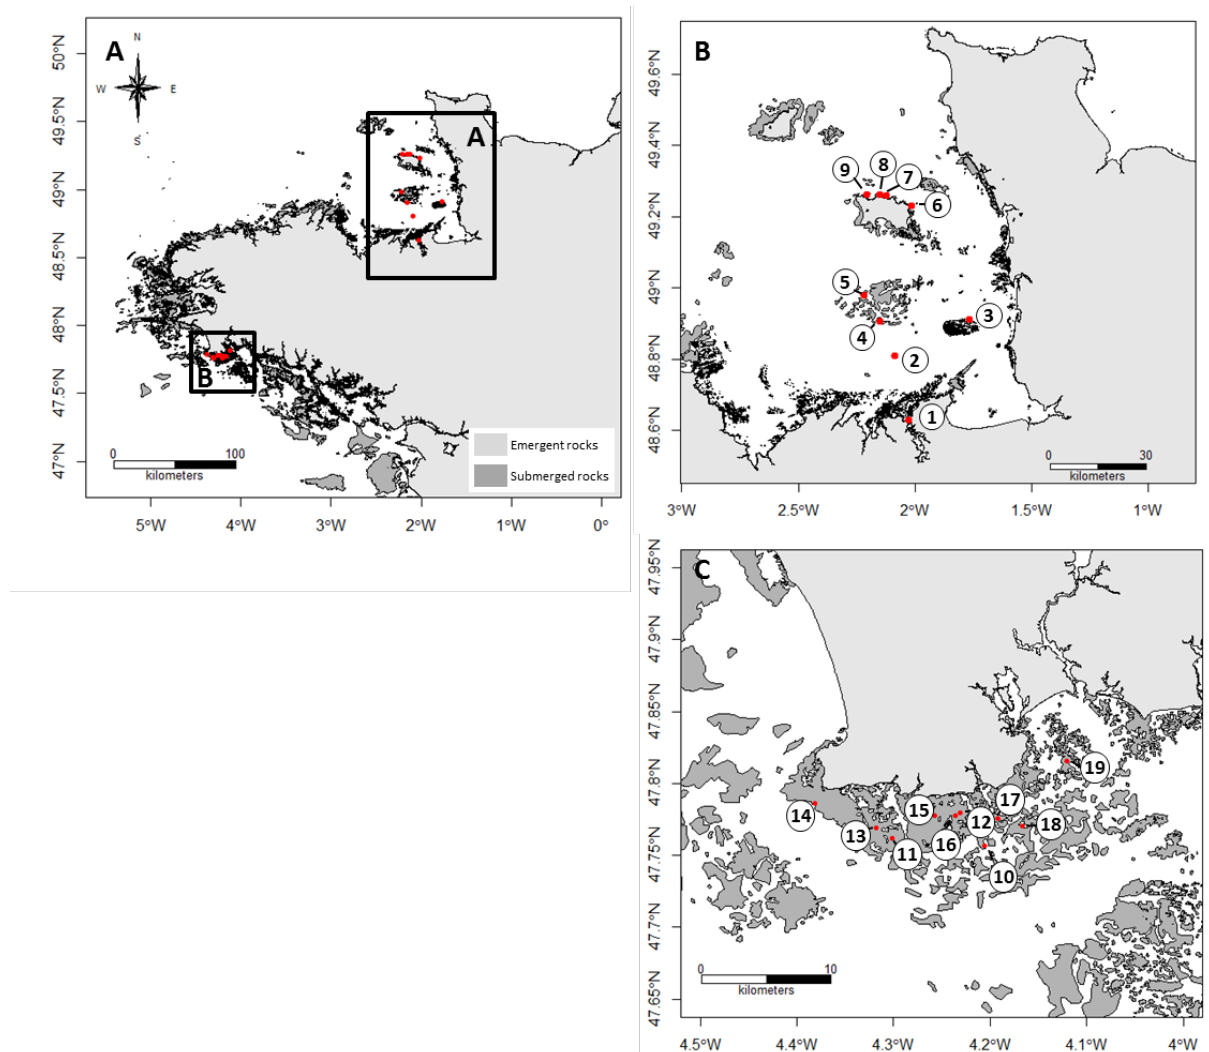 A
N
W E
S
A
B
50°N
49.5°N
49°N
48.5°N
48°N
47.5°N
47°N
0 100
kilometers
Emergent rocks
Submerged rocks
5°W 4°W 3°W 2°W 1°W 0°
B
49.6°N
49.4°N
49.2°N
49°N
48.8°N
48.6°N
9 8 7
6
5
3
4
2
1
0 30
kilometers
3°W 2.5°W 2°W 1.5°W 1°W
C
47.95°N
47.9°N
47.85°N
47.8°N
47.75°N
47.7°N
47.65°N
19
17
14 15 12 18
13 16
11
10
0 10
kilometers
4.5°W 4.4°W 4.3°W 4.2°W 4.1°W 4°W